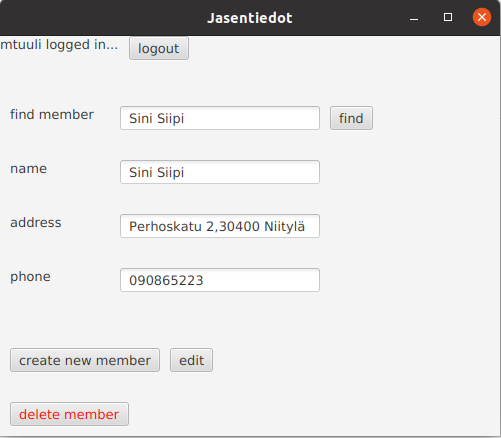 Jasentiedot
mtuuli logged in... logout
find member Sini Siipi find
name Sini Siipi
address Perhoskatu 2,30400 Niitylä
phone 090865223
create new member edit
delete member